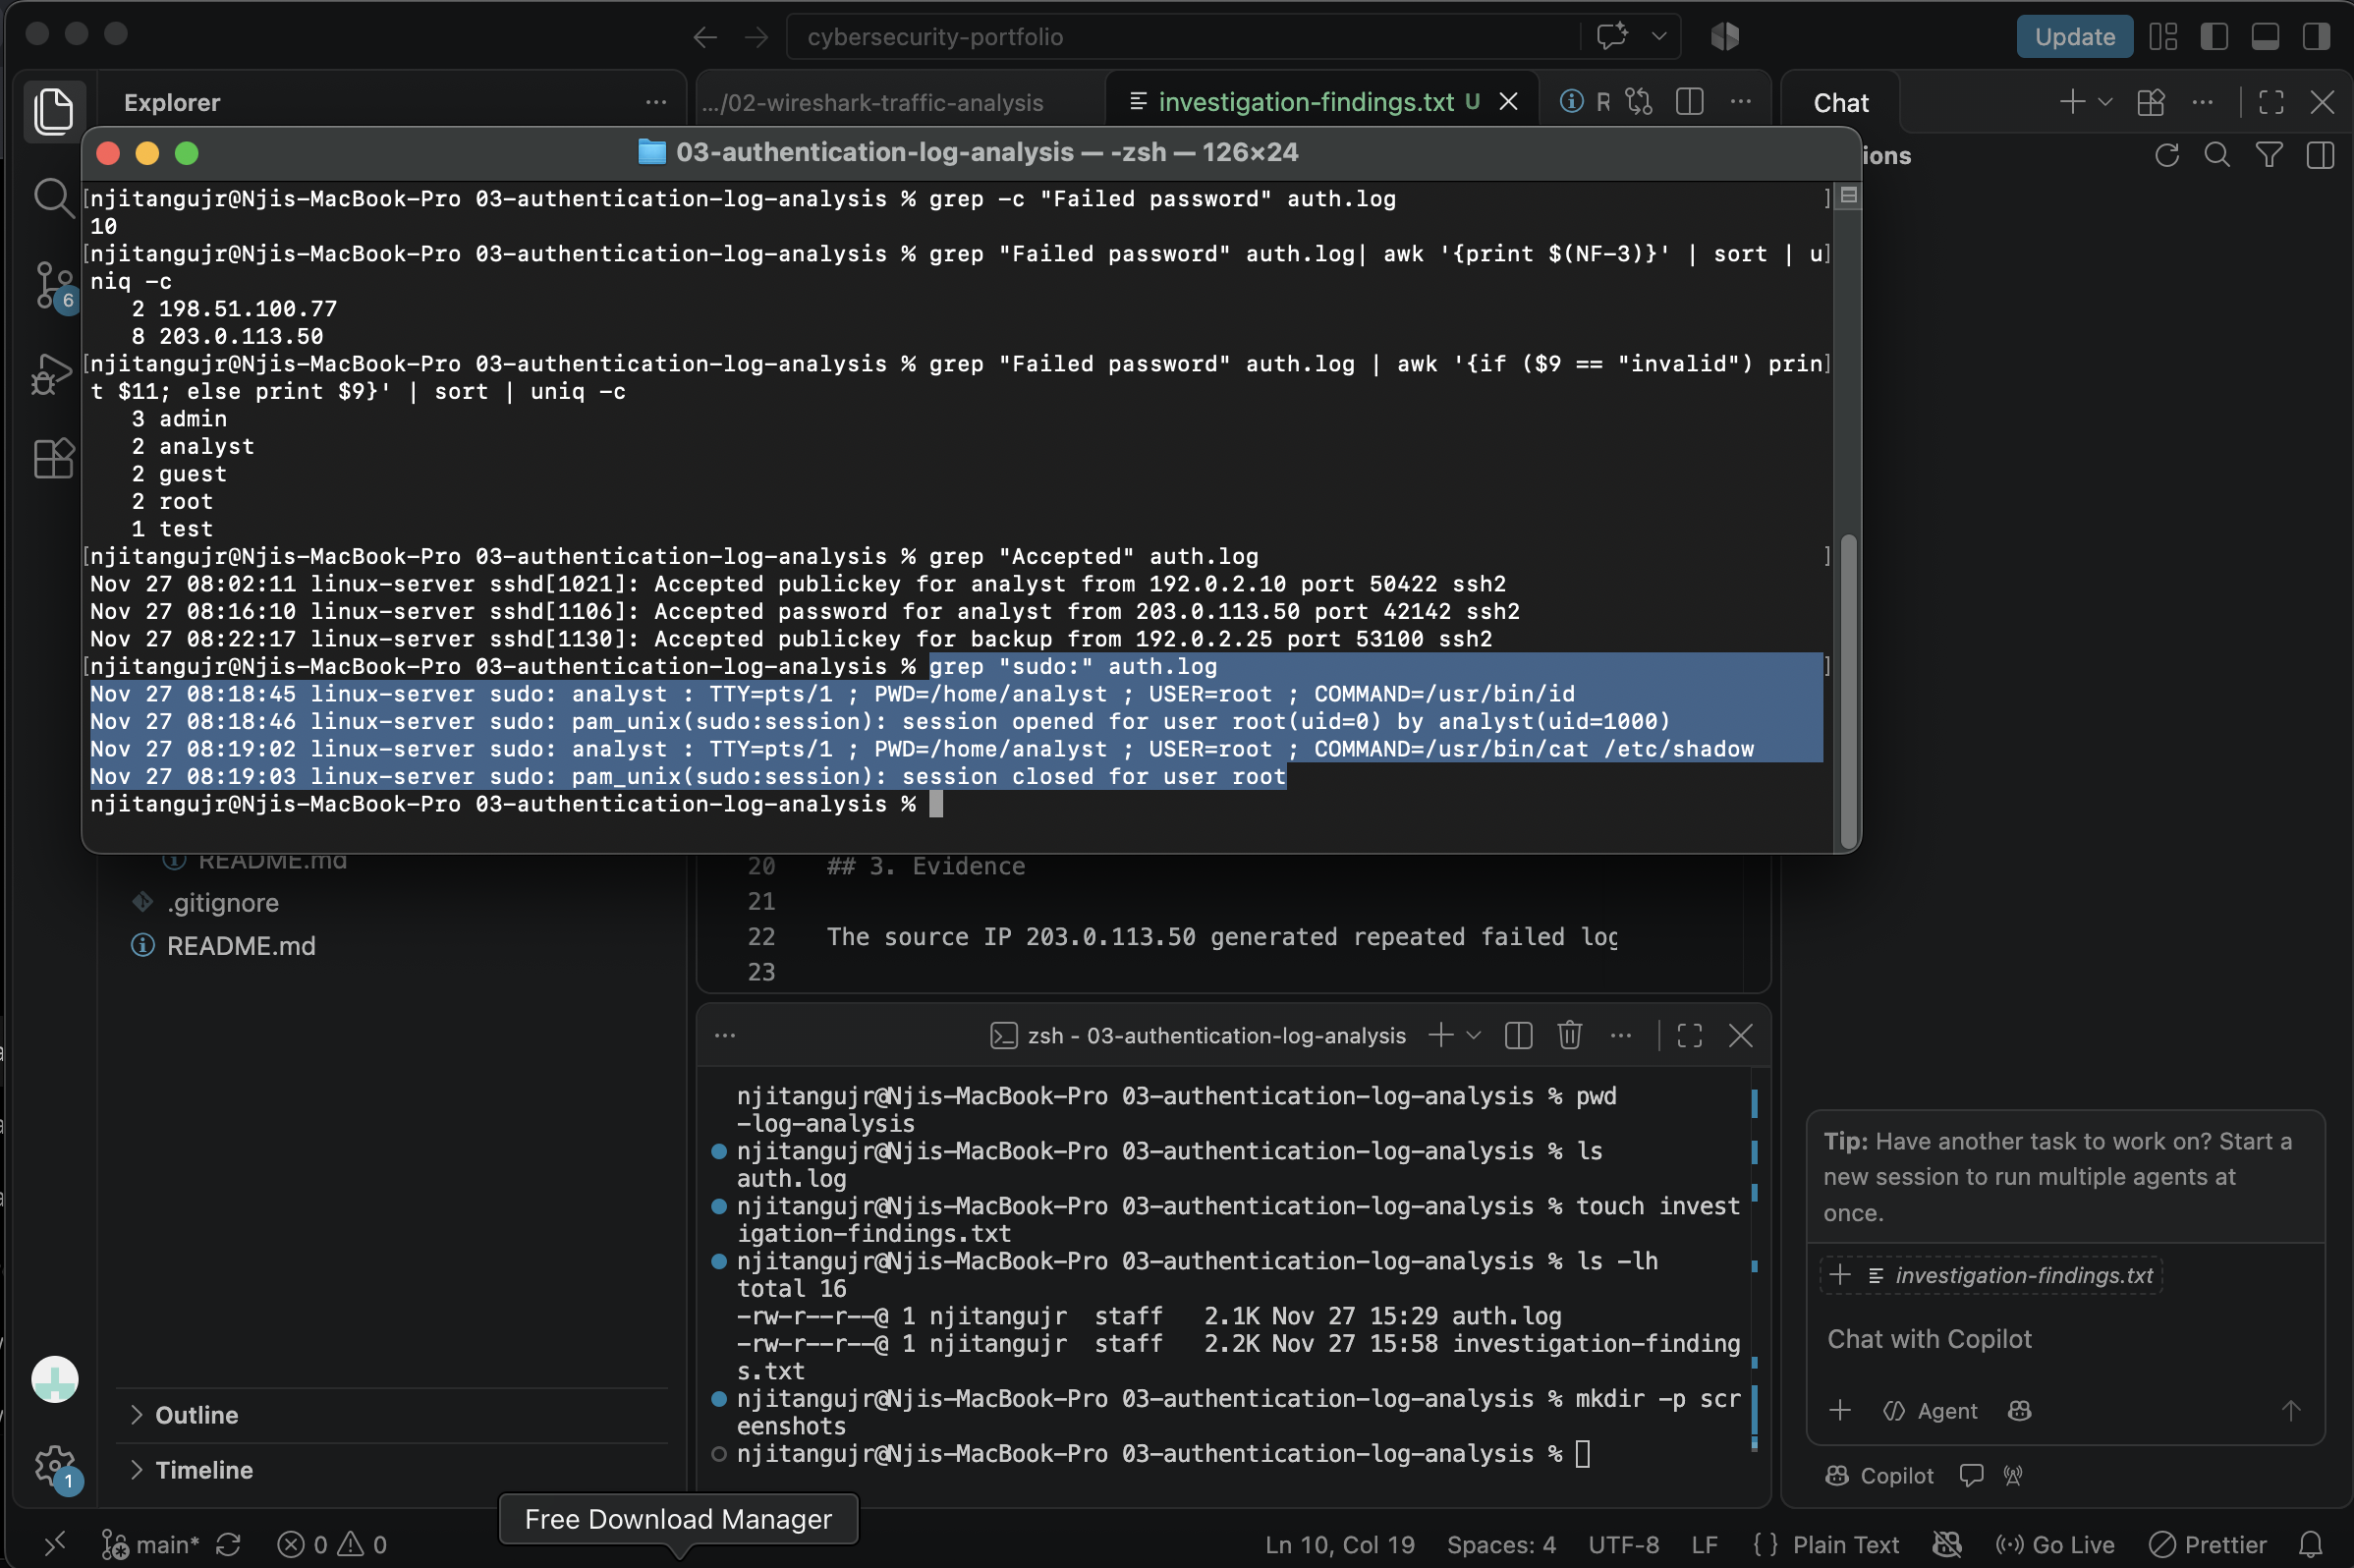 cybersecurity-portfolio
Update
Explorer
.../02-wireshark-traffic-analysis
investigation-findings.txt U
R
Chat
ions
03-authentication-log-analysis — -zsh — 126×24
[njitangujr@Njis-MacBook-Pro 03-authentication-log-analysis % grep -c "Failed password" auth.log ]
10
[njitangujr@Njis-MacBook-Pro 03-authentication-log-analysis % grep "Failed password" auth.log| awk '{print $(NF-3)}' | sort | u]
niq -c
2 198.51.100.77
8 203.0.113.50
[njitangujr@Njis-MacBook-Pro 03-authentication-log-analysis % grep "Failed password" auth.log | awk '{if ($9 == "invalid") prin]
t $11; else print $9}' | sort | uniq -c
3 admin
2 analyst
2 guest
2 root
1 test
[njitangujr@Njis-MacBook-Pro 03-authentication-log-analysis % grep "Accepted" auth.log ]
Nov 27 08:02:11 linux-server sshd[1021]: Accepted publickey for analyst from 192.0.2.10 port 50422 ssh2
Nov 27 08:16:10 linux-server sshd[1106]: Accepted password for analyst from 203.0.113.50 port 42142 ssh2
Nov 27 08:22:17 linux-server sshd[1130]: Accepted publickey for backup from 192.0.2.25 port 53100 ssh2
[njitangujr@Njis-MacBook-Pro 03-authentication-log-analysis % grep "sudo:" auth.log ]
Nov 27 08:18:45 linux-server sudo: analyst : TTY=pts/1 ; PWD=/home/analyst ; USER=root ; COMMAND=/usr/bin/id
Nov 27 08:18:46 linux-server sudo: pam_unix(sudo:session): session opened for user root(uid=0) by analyst(uid=1000)
Nov 27 08:19:02 linux-server sudo: analyst : TTY=pts/1 ; PWD=/home/analyst ; USER=root ; COMMAND=/usr/bin/cat /etc/shadow
Nov 27 08:19:03 linux-server sudo: pam_unix(sudo:session): session closed for user root
njitangujr@Njis-MacBook-Pro 03-authentication-log-analysis %
6
README.md
.gitignore
README.md
20 ## 3. Evidence
21
22 The source IP 203.0.113.50 generated repeated failed log
23
zsh - 03-authentication-log-analysis
njitangujr@Njis-MacBook-Pro 03-authentication-log-analysis % pwd
-log-analysis
njitangujr@Njis-MacBook-Pro 03-authentication-log-analysis % ls
auth.log
njitangujr@Njis-MacBook-Pro 03-authentication-log-analysis % touch invest
igation-findings.txt
njitangujr@Njis-MacBook-Pro 03-authentication-log-analysis % ls -lh
total 16
-rw-r--r--@ 1 njitangujr staff 2.1K Nov 27 15:29 auth.log
-rw-r--r--@ 1 njitangujr staff 2.2K Nov 27 15:58 investigation-finding
s.txt
njitangujr@Njis-MacBook-Pro 03-authentication-log-analysis % mkdir -p scr
eenshots
njitangujr@Njis-MacBook-Pro 03-authentication-log-analysis %
Tip: Have another task to work on? Start a
new session to run multiple agents at
once.
investigation-findings.txt
Chat with Copilot
Agent
Copilot
Outline
Timeline
1
Free Download Manager
main*
0 0
Ln 10, Col 19
Spaces: 4
UTF-8
LF
{ } Plain Text
Go Live
Prettier